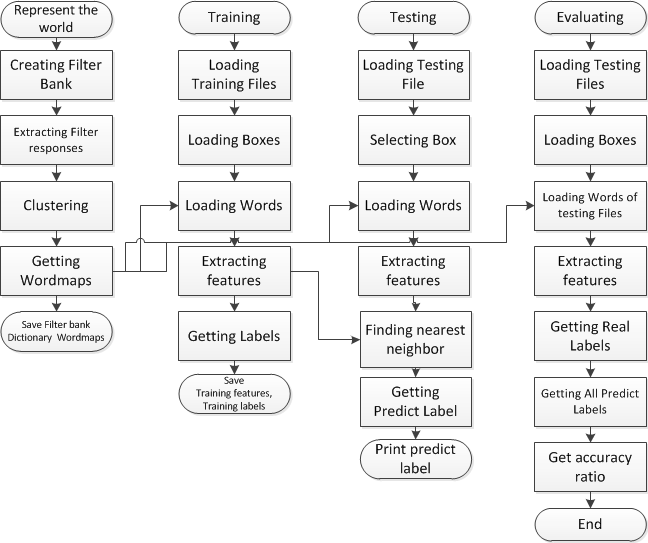 Represent the
world
Creating Filter
Bank
Extracting Filter
responses
Clustering
Getting
Wordmaps
Save Filter bank
Dictionary Wordmaps
Training
Loading
Training Files
Loading Boxes
Loading Words
Extracting
features
Getting Labels
Save
Training features,
Training labels
Testing
Loading Testing
File
Selecting Box
Loading Words
Extracting
features
Finding nearest
neighbor
Getting
Predict Label
Print predict
label
Evaluating
Loading Testing
Files
Loading Boxes
Loading Words of
testing Files
Extracting
features
Getting Real
Labels
Getting All Predict
Labels
Get accuracy
ratio
End